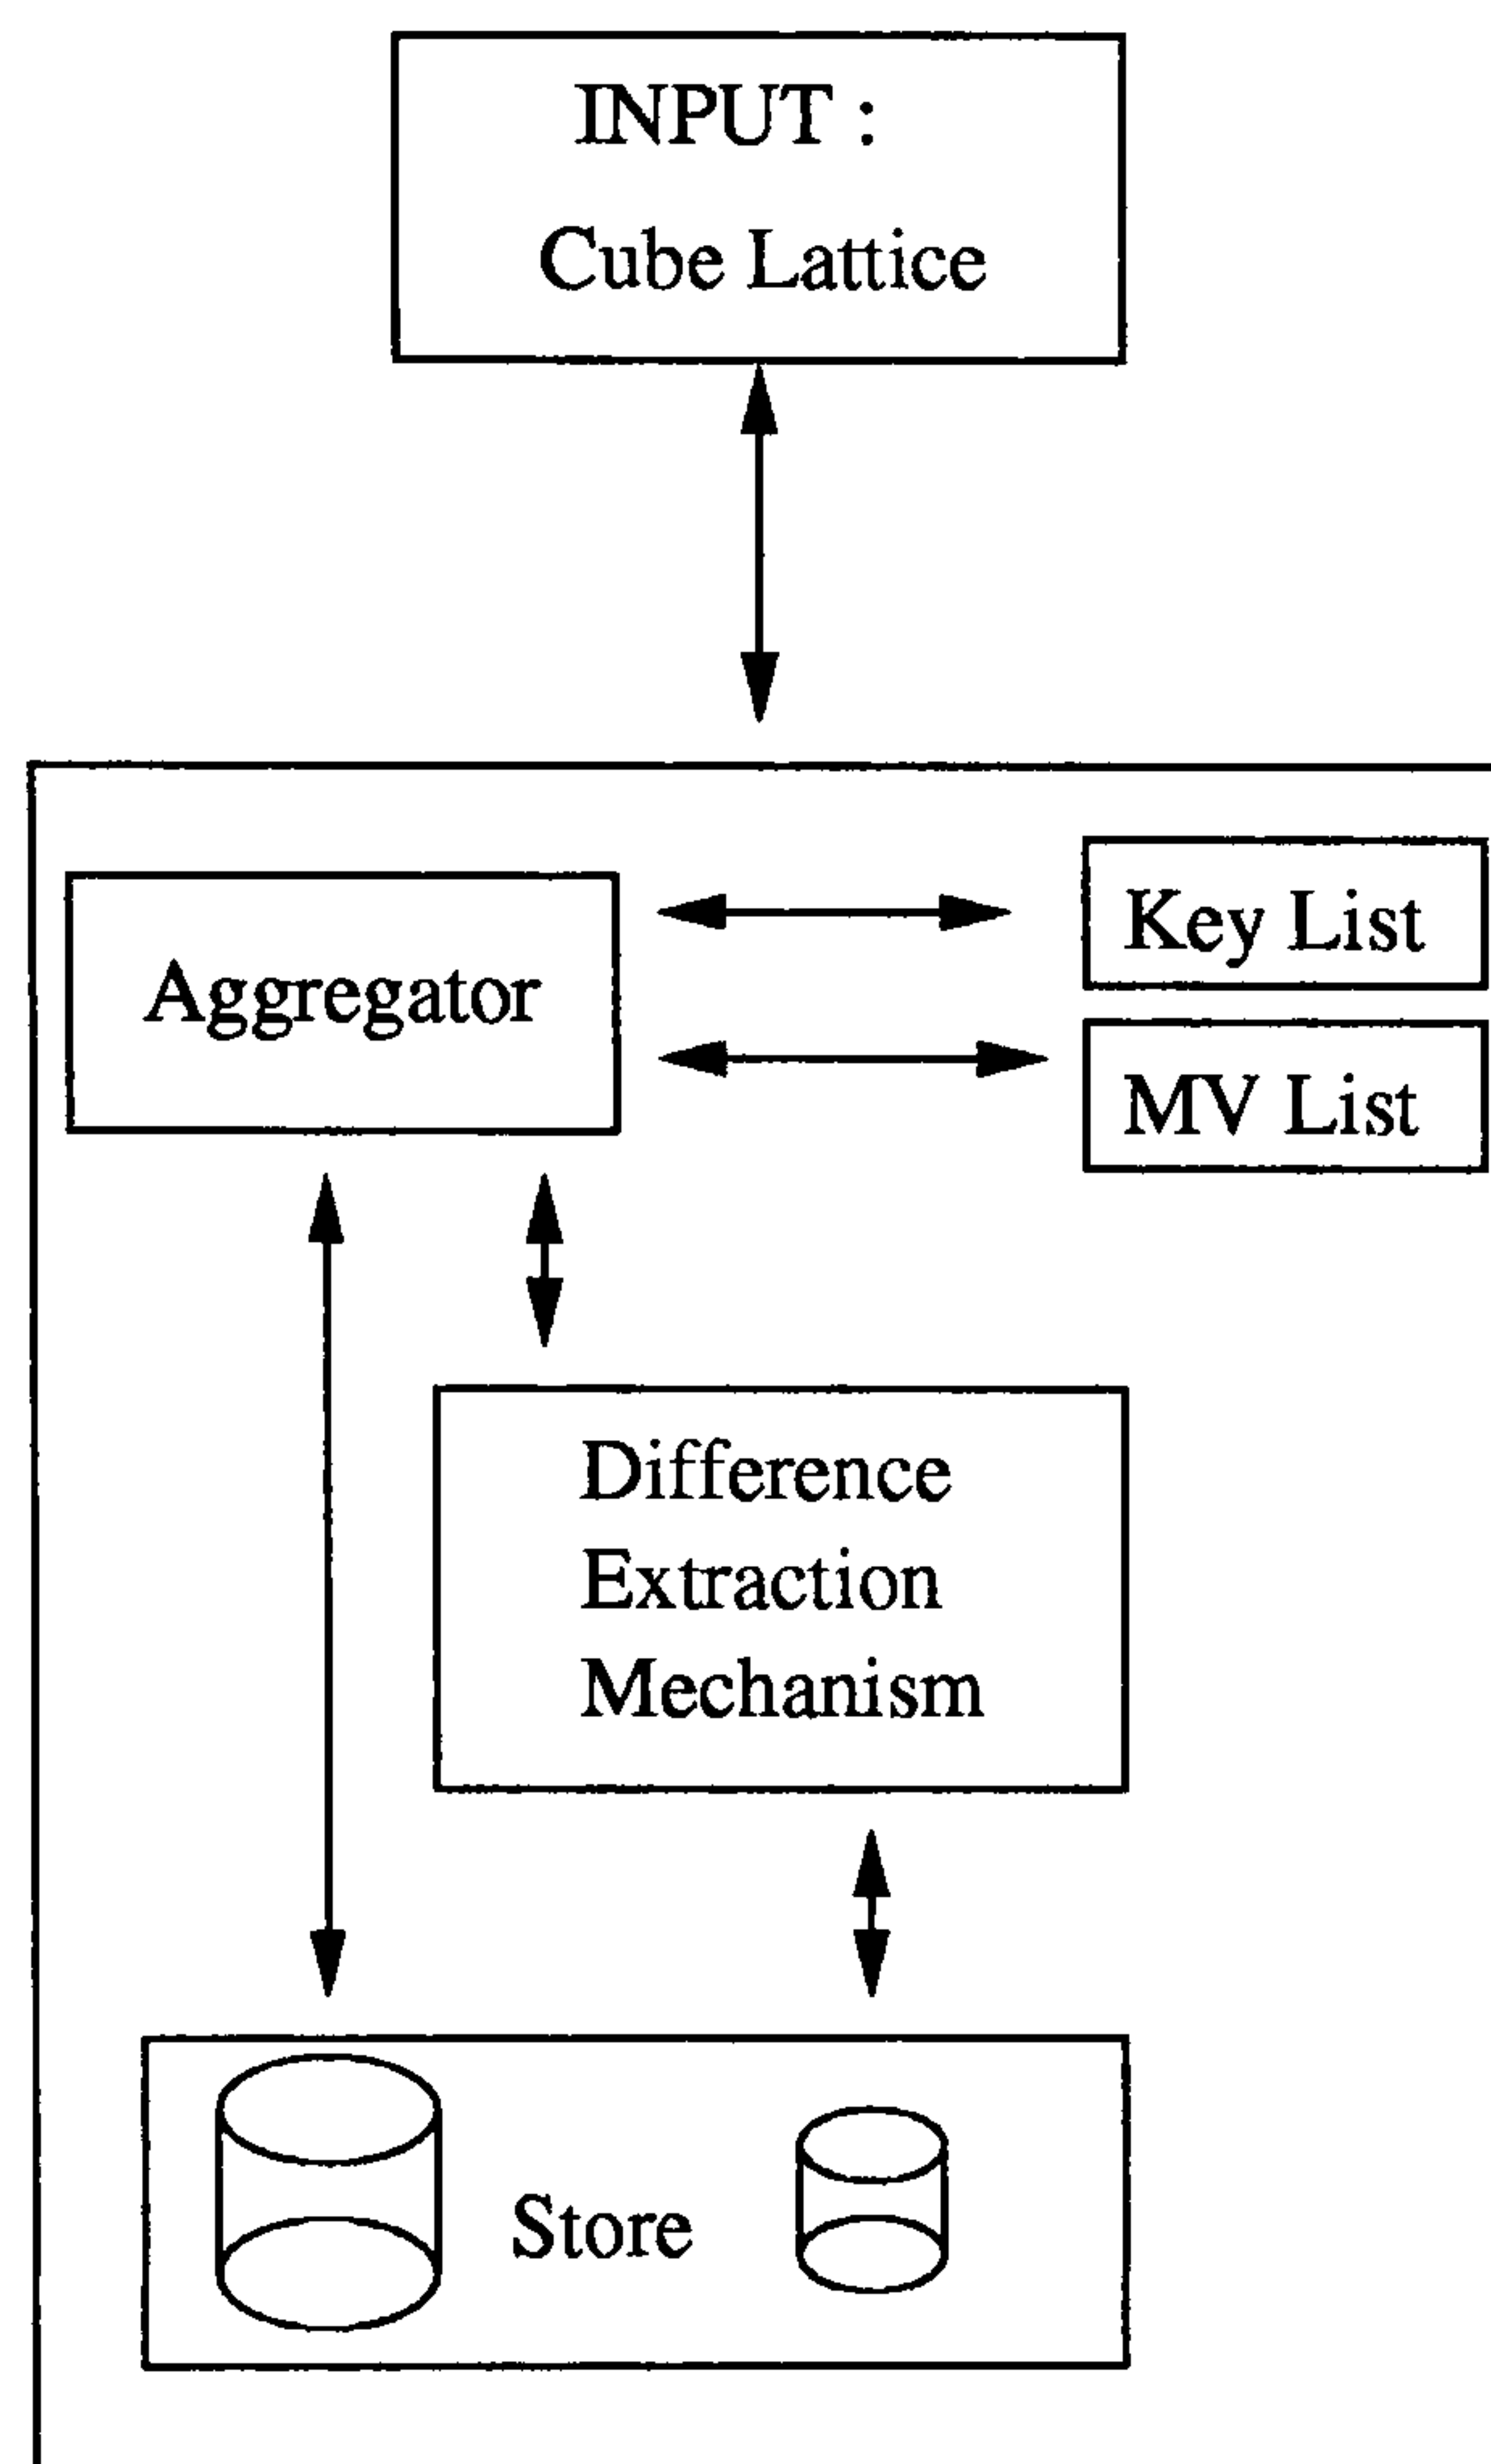 INPUT :
Cube Lattice
Aggregator
Key List
MV List
Difference
Extraction
Mechanism
Store